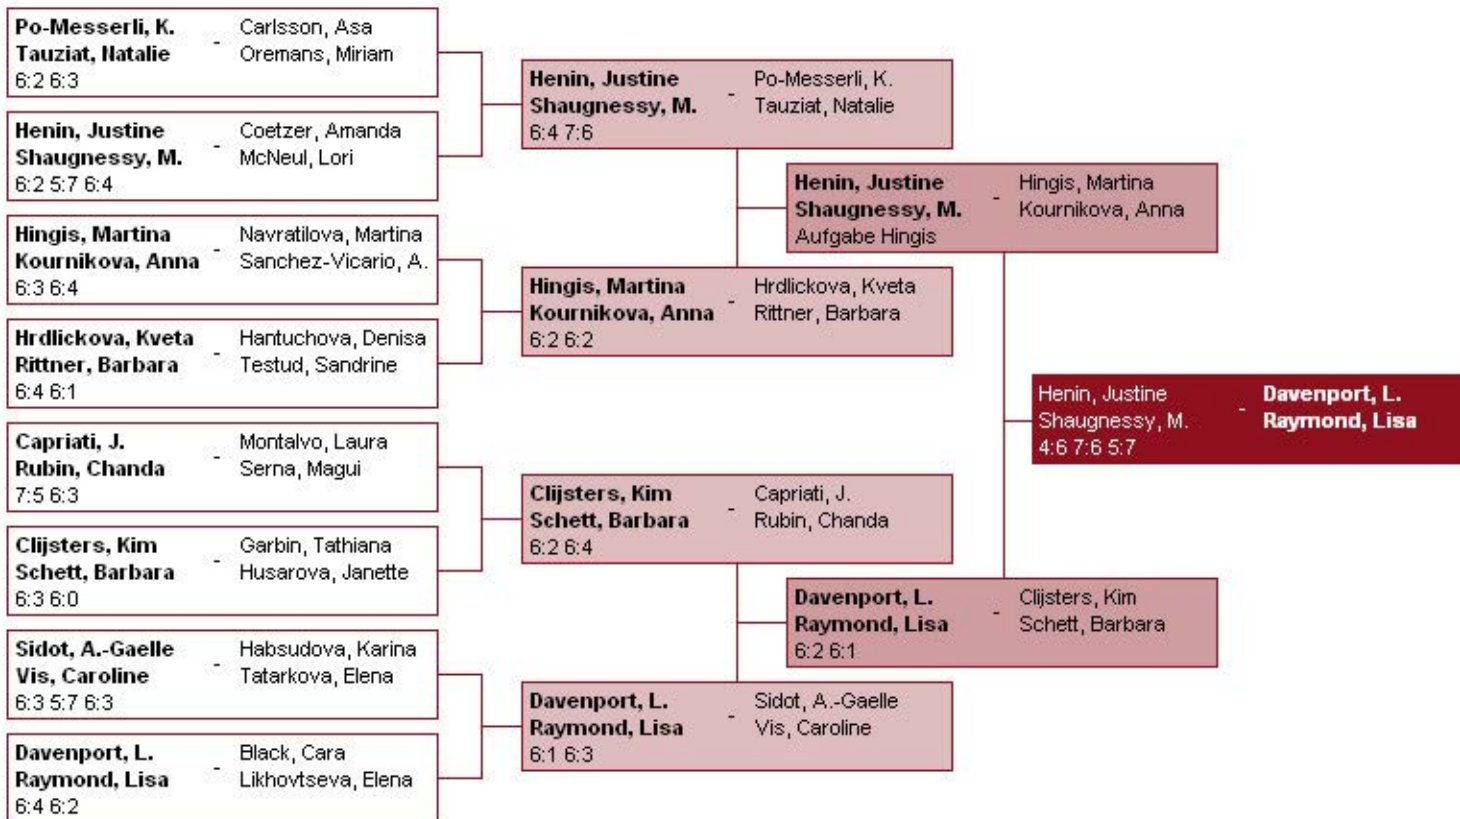 Po-Messerli, K. - Carlsson, Asa
Tauziat, Natalie Oremans, Miriam
6:2 6:3
Henin, Justine - Coetzer, Amanda
Shaugnessy, M. McNeul, Lori
6:2 5:7 6:4
Hingis, Martina - Navratilova, Martina
Kournikova, Anna Sanchez-Vicario, A.
6:3 6:4
Hrdlickova, Kveta - Hantuchova, Denisa
Rittner, Barbara Testud, Sandrine
6:4 6:1
Capriati, J. - Montalvo, Laura
Rubin, Chanda Serna, Magui
7:5 6:3
Clijsters, Kim - Garbin, Tathiana
Schett, Barbara Husarova, Janette
6:3 6:0
Sidot, A.-Gaelle - Habsudova, Karina
Vis, Caroline Tatarkova, Elena
6:3 5:7 6:3
Davenport, L. - Black, Cara
Raymond, Lisa Likhovtseva, Elena
6:4 6:2
Henin, Justine - Po-Messerli, K.
Shaugnessy, M. Tauziat, Natalie
6:4 7:6
Hingis, Martina - Hrdlickova, Kveta
Kournikova, Anna Rittner, Barbara
6:2 6:2
Clijsters, Kim - Capriati, J.
Schett, Barbara Rubin, Chanda
6:2 6:4
Davenport, L. - Sidot, A.-Gaelle
Raymond, Lisa Vis, Caroline
6:1 6:3
Henin, Justine - Hingis, Martina
Shaugnessy, M. Kournikova, Anna
Aufgabe Hingis
Davenport, L. - Clijsters, Kim
Raymond, Lisa Schett, Barbara
6:2 6:1
Henin, Justine - Davenport, L.
Shaugnessy, M. Raymond, Lisa
4:6 7:6 5:7